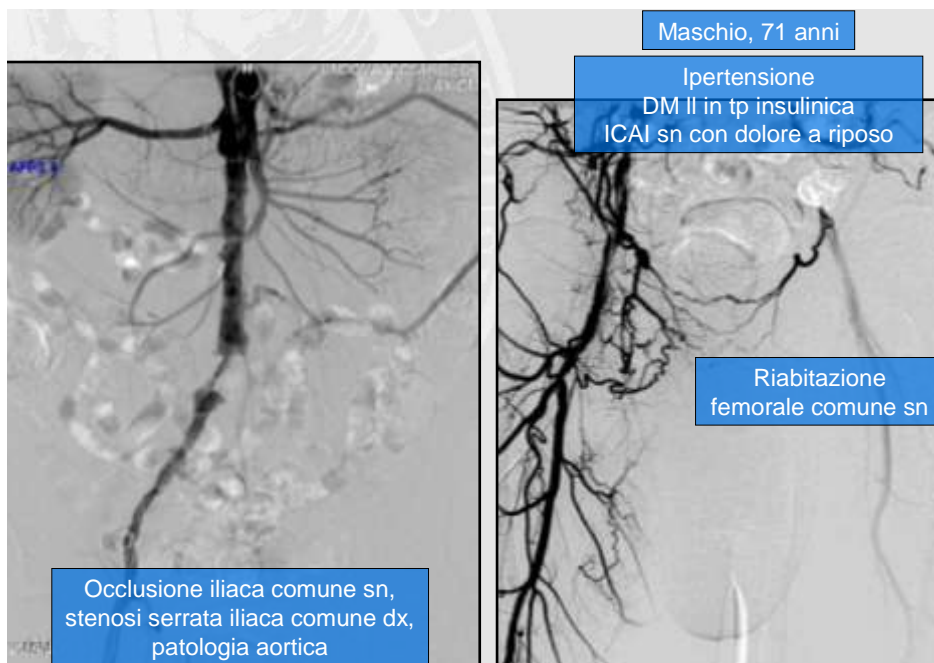 Maschio, 71 anni
Ipertensione
DM ll in tp insulinica
ICAI sn con dolore a riposo
Riabitazione
femorale comune sn
Occlusione iliaca comune sn,
stenosi serrata iliaca comune dx,
patologia aortica